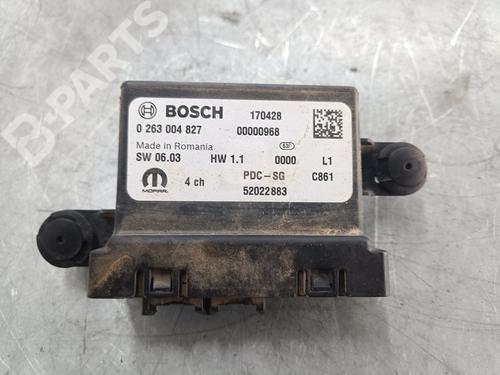 BOSCH 170428
0 263 004 827 00000968
Made in Romania 83F
SW 06.03 HW 1.1 0000 L1
PDC-SG C861
MOPAR 4 ch 52022883
B-PARTS